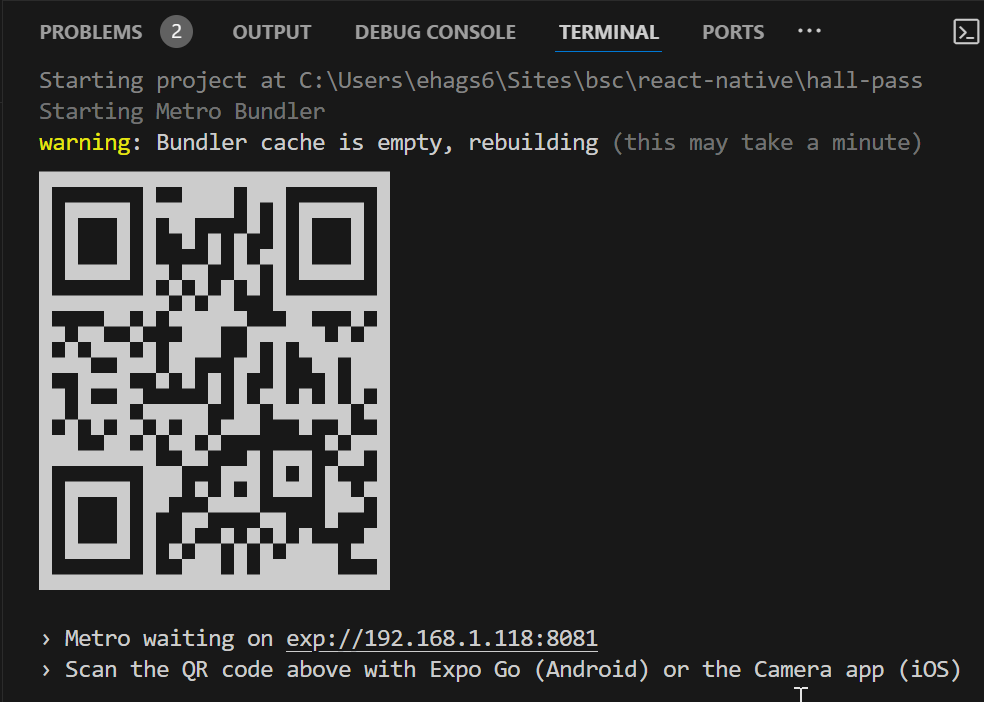 PROBLEMS 2 OUTPUT DEBUG CONSOLE TERMINAL PORTS ···
Starting project at C:\Users\ehags6\Sites\bsc\react-native\hall-pass
Starting Metro Bundler
warning: Bundler cache is empty, rebuilding (this may take a minute)
› Metro waiting on exp://192.168.1.118:8081
› Scan the QR code above with Expo Go (Android) or the Camera app (iOS)